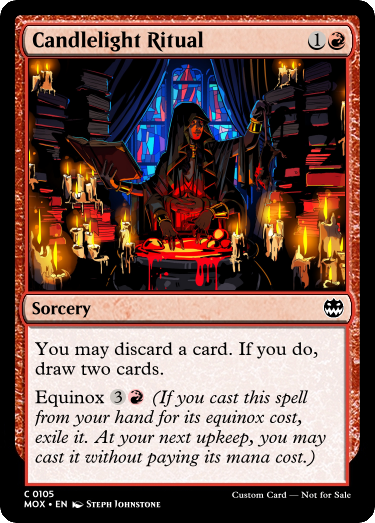 Candlelight Ritual 1
Sorcery
You may discard a card. If you do,
draw two cards.
Equinox 3 (If you cast this spell
from your hand for its equinox cost,
exile it. At your next upkeep, you may
cast it without paying its mana cost.)
C 0105
MOX • EN Steph Johnstone
Custom Card — Not for Sale